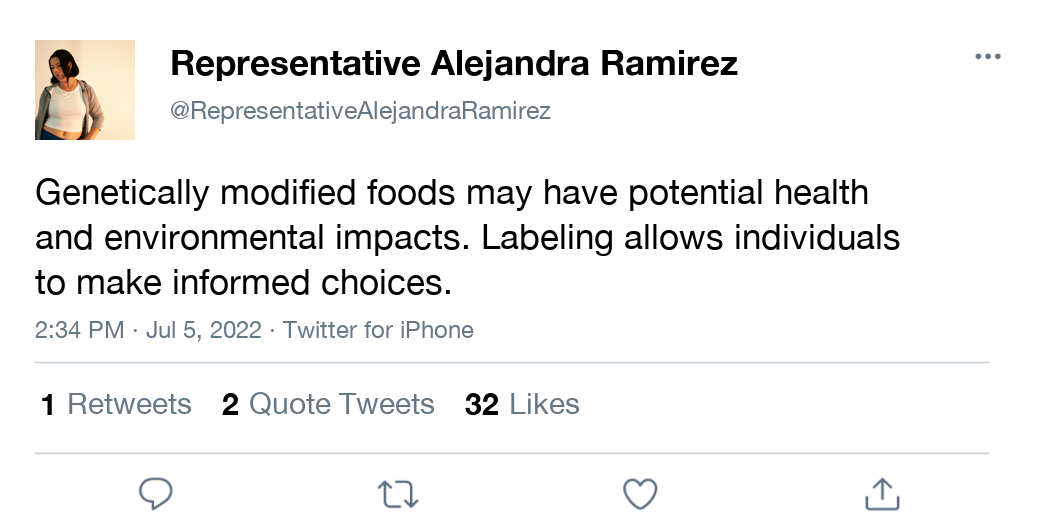 Representative Alejandra Ramirez
@RepresentativeAlejandraRamirez
Genetically modified foods may have potential health
and environmental impacts. Labeling allows individuals
to make informed choices.
2:34 PM · Jul 5, 2022 · Twitter for iPhone
1 Retweets 2 Quote Tweets 32 Likes